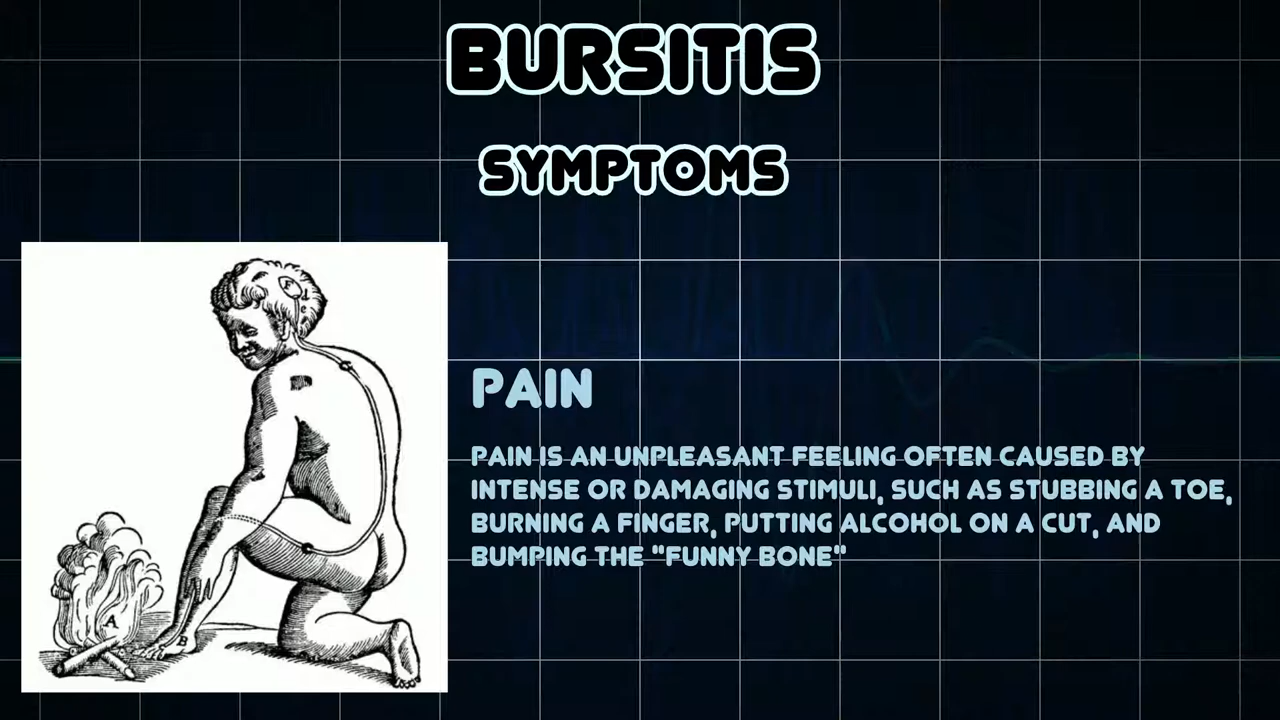 BURSITIS
SYMPTOMS
PAIN
PAIN IS AN UNPLEASANT FEELING OFTEN CAUSED BY
INTENSE OR DAMAGING STIMULI, SUCH AS STUBBING A TOE,
BURNING A FINGER, PUTTING ALCOHOL ON A CUT, AND
BUMPING THE "FUNNY BONE"
F
A
B